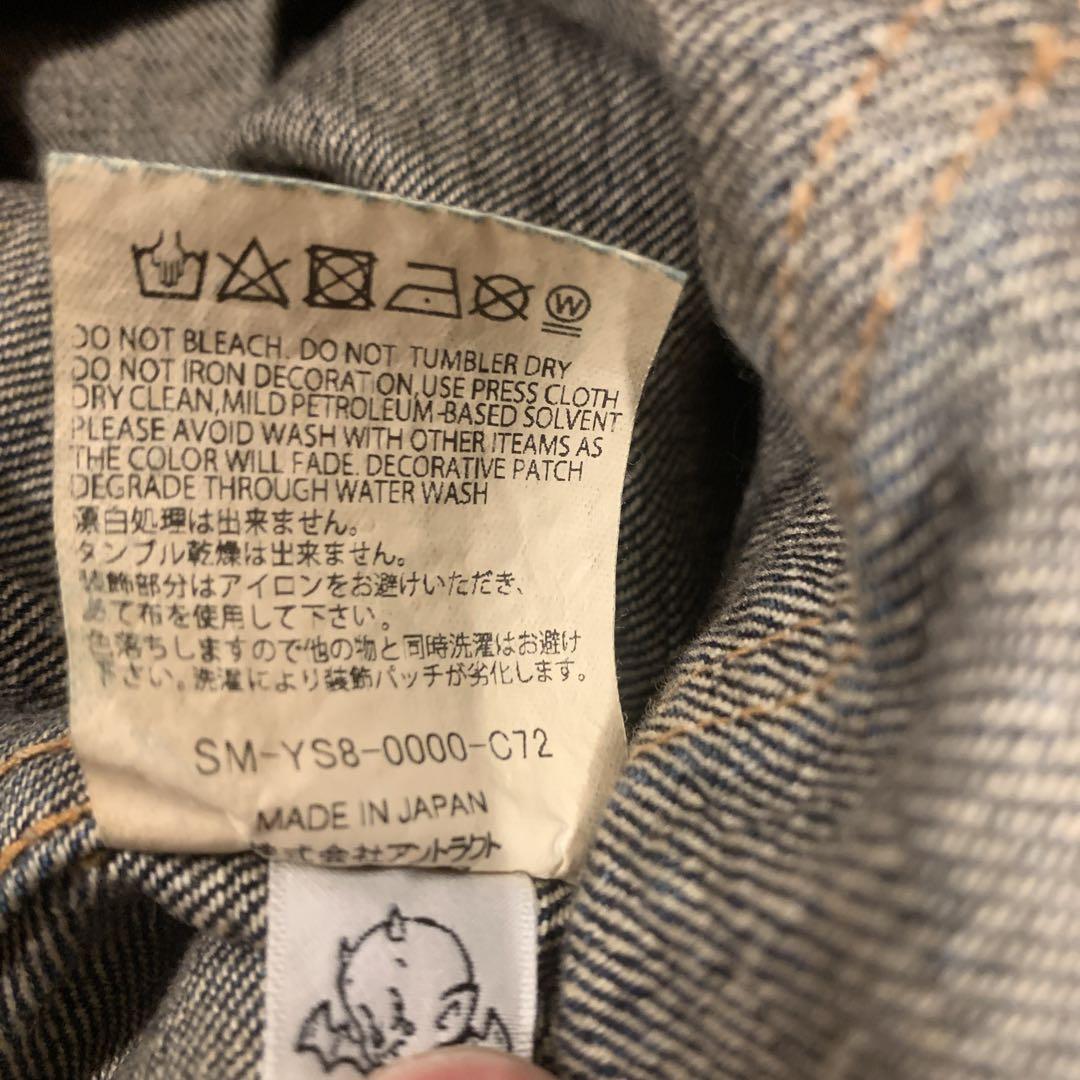 W
DO NOT BLEACH. DO NOT TUMBLER DRY
DO NOT IRON DECORATION,USE PRESS CLOTH
DRY CLEAN,MILD PETROLEUM-BASED SOLVENT
PLEASE AVOID WASH WITH OTHER ITEAMS AS
THE COLOR WILL FADE. DECORATIVE PATCH
DEGRADE THROUGH WATER WASH
漂白処理は出来ません。
タンブル乾燥は出来ません。
装飾部分はアイロンをお避けいただき、
あて布を使用して下さい。
色落ちしますので他の物と同時洗濯はお避け
下さい。洗濯により装飾パッチが劣化します。
SM-YS8-0000-C72
MADE IN JAPAN
株式会社アントラクト